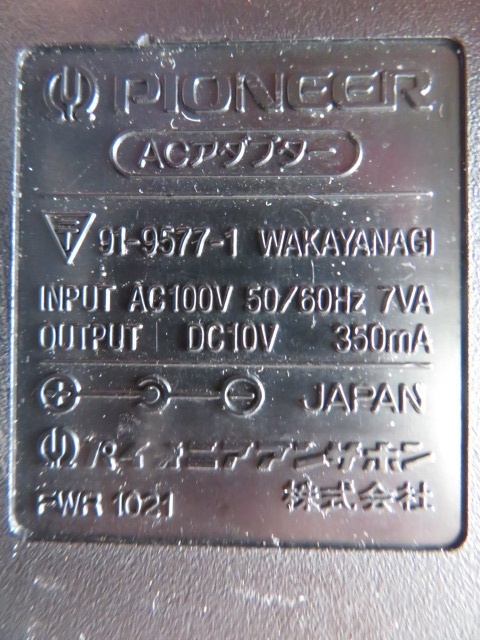 PIONEER
ACアダプター
91-9577-1 WAKAYANAGI
INPUT AC100V 50/60Hz 7VA
OUTPUT DC10V 350mA
JAPAN
パイオニアアンサホン
PWR 1021 株式会社